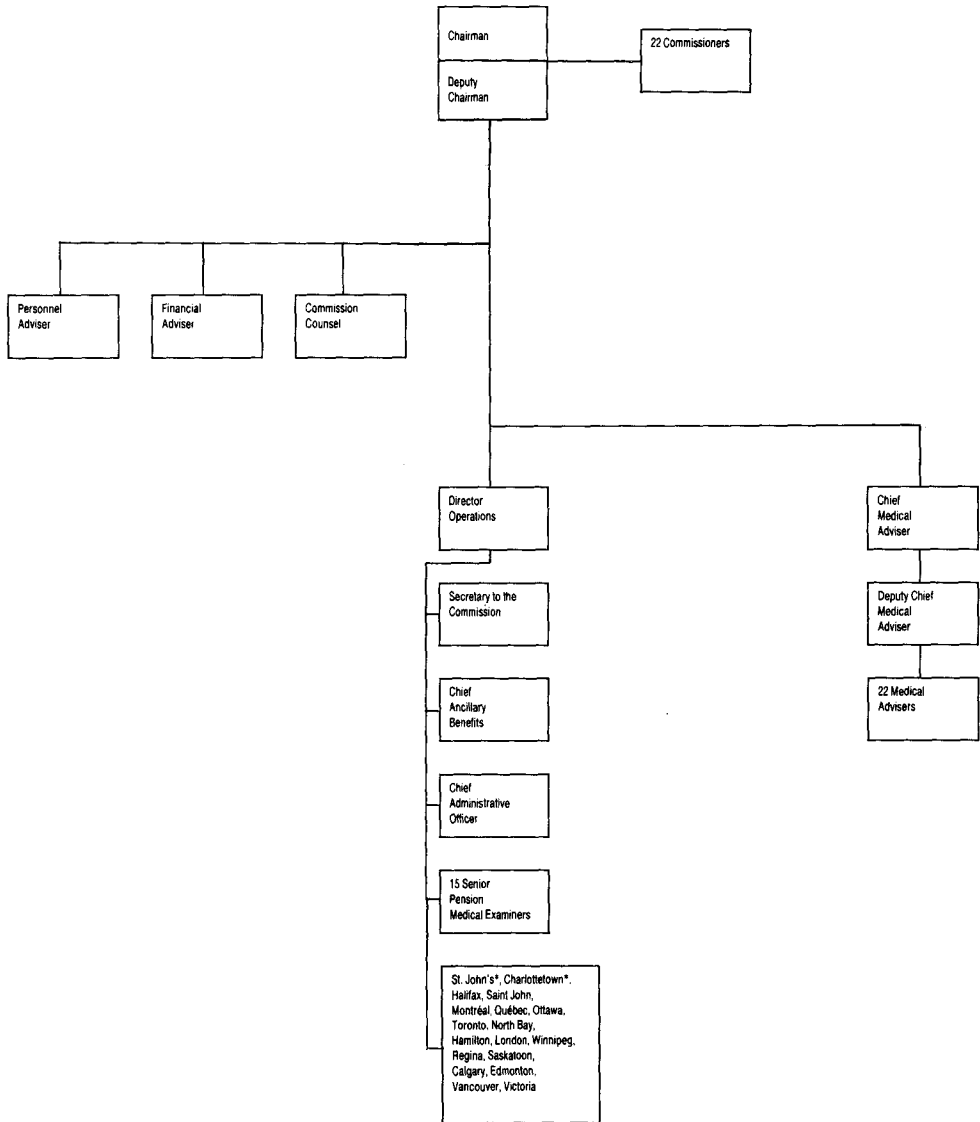 Chairman
Deputy
Chairman
22 Commissioners
Personnel
Adviser
Financial
Adviser
Commission
Counsel
Director
Operations
Chief
Medical
Adviser
Secretary to the
Commission
Deputy Chief
Medical
Adviser
Chief
Ancillary
Benefits
22 Medical
Advisers
Chief
Administrative
Officer
15 Senior
Pension
Medical Examiners
St. John's*, Charlottetown*,
Halifax, Saint John,
Montréal, Québec, Ottawa,
Toronto, North Bay,
Hamilton, London, Winnipeg,
Regina, Saskatoon,
Calgary, Edmonton,
Vancouver, Victoria